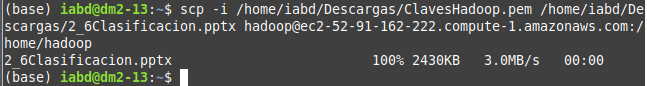 (base) iabd@dm2-13:~$ scp -i /home/iabd/Descargas/ClavesHadoop.pem /home/iabd/De
scargas/2_6Clasificacion.pptx hadoop@ec2-52-91-162-222.compute-1.amazonaws.com:/
home/hadoop
2_6Clasificacion.pptx                         100% 2430KB   3.0MB/s   00:00
(base) iabd@dm2-13:~$